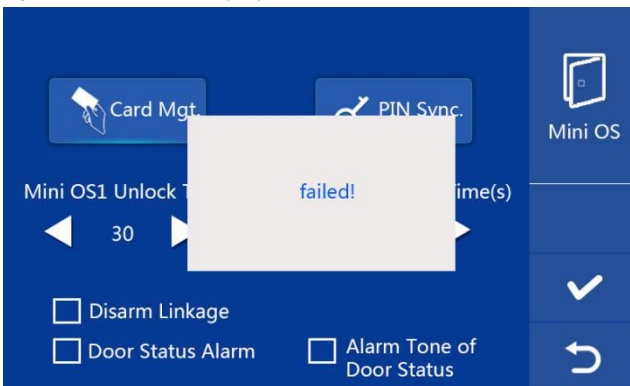 Card Mgt.
PIN Sync.
Mini OS
Mini OS1 Unlock
failed!
ime(s)
30
Disarm Linkage
Door Status Alarm
Alarm Tone of
Door Status